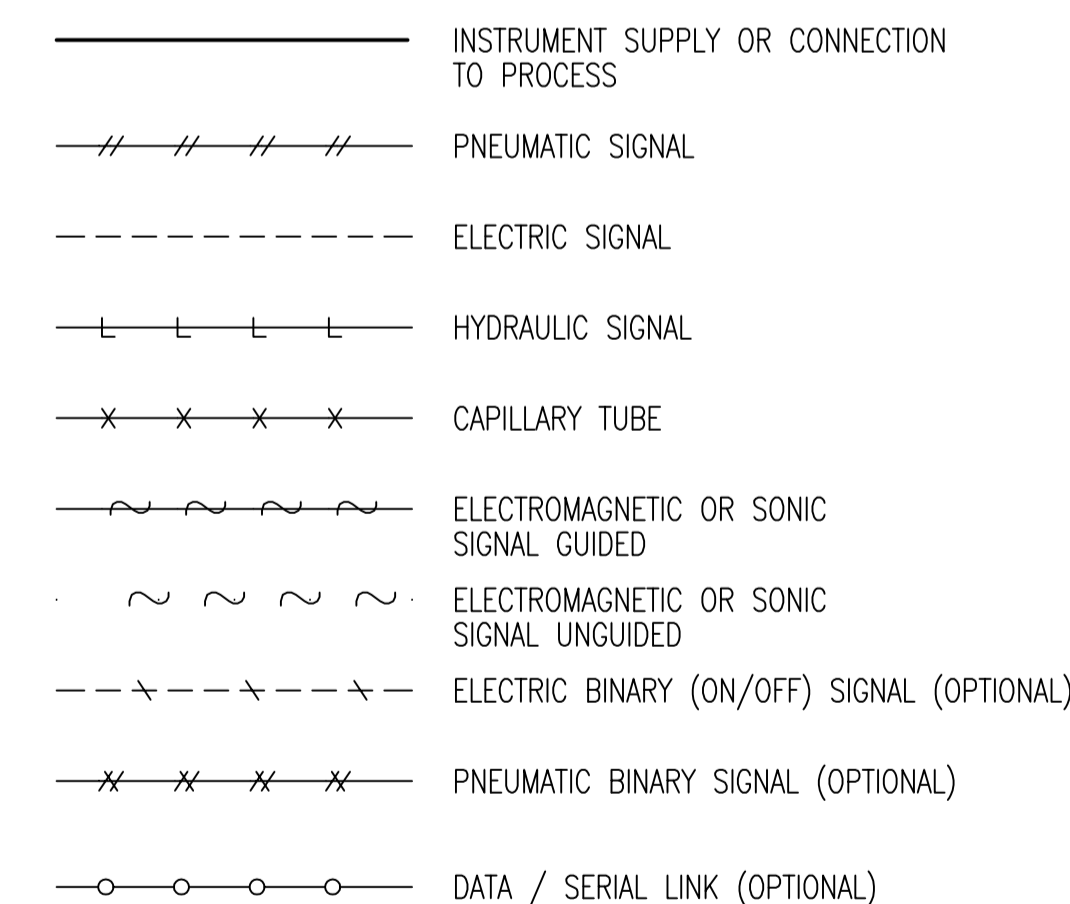 INSTRUMENT SUPPLY OR CONNECTION
TO PROCESS
PNEUMATIC SIGNAL
ELECTRIC SIGNAL
HYDRAULIC SIGNAL
CAPILLARY TUBE
ELECTROMAGNETIC OR SONIC
SIGNAL GUIDED
ELECTROMAGNETIC OR SONIC
SIGNAL UNGUIDED
ELECTRIC BINARY (ON/OFF) SIGNAL (OPTIONAL)
PNEUMATIC BINARY SIGNAL (OPTIONAL)
DATA / SERIAL LINK (OPTIONAL)